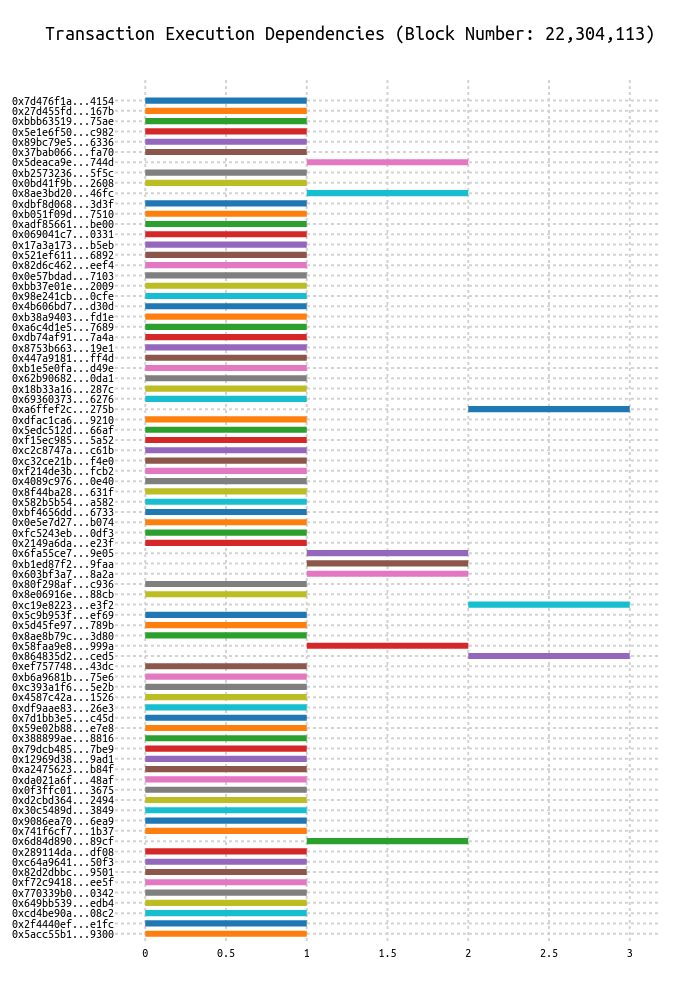 Transaction Execution Dependencies (Block Number: 22,304,113)
0x7d476f1a...4154
0x27d455fd...167b
0xbbb63519...75ae
0x5e1e6f50...c982
0x89bc79e5...6336
0x37bab066...fa70
0x5deaca9e...744d
0xb2573236...5f5c
0x0bd41f9b...2608
0x8ae3bd20...46fc
0xdbf8d068...3d3f
0xb051f09d...7510
0xadf85661...be00
0x069041c7...0331
0x17a3a173...b5eb
0x521ef611...6892
0x82d6c462...eef4
0x0e57bdad...7103
0xbb37e01e...2009
0x98e241cb...0cfe
0x4b606bd7...d30d
0xb38a9403...fd1e
0xa6c4d1e5...7689
0xdb74af91...7a4a
0x8753b663...19e1
0x447a9181...ff4d
0xb1e5e0fa...d49e
0x62b90682...0da1
0x18b33a16...287c
0x69360373...6276
0xa6ffef2c...275b
0xdfac1ca6...9210
0x5edc512d...66af
0xf15ec985...5a52
0xc2c8747a...c61b
0xc32ce21b...f4e0
0xf214de3b...fcb2
0x4089c976...0e40
0x8f44ba28...631f
0x582b5b54...a582
0xbf4656dd...6733
0x0e5e7d27...b074
0xfc5243eb...0df3
0x2149a6da...e23f
0x6fa55ce7...9e05
0xb1ed87f2...9faa
0x603bf3a7...8a2a
0x80f298af...c936
0x8e06916e...88cb
0xc19e8223...e3f2
0x5c9b953f...ef69
0x5d45fe97...789b
0x8ae8b79c...3d80
0x58faa9e8...999a
0x864835d2...ced5
0xef757748...43dc
0xb6a9681b...75e6
0xc393a1f6...5e2b
0x4587c42a...1526
0xdf9aae83...26e3
0x7d1bb3e5...c45d
0x59e02b88...e7e8
0x388899ae...8816
0x79dcb485...7be9
0x12969d38...9ad1
0xa2475623...b84f
0xda021a6f...48af
0x0f3ffc01...3675
0xd2cbd364...2494
0x30c5489d...3849
0x9086ea70...6ea9
0x741f6cf7...1b37
0x6d84d890...89cf
0x289114da...df08
0xc64a9641...50f3
0x82d2dbbc...9501
0xf72c9418...ee5f
0x770339b0...0342
0x649bb539...edb4
0xcd4be90a...08c2
0x2f4440ef...e1fc
0x5acc55b1...9300
0 0.5 1 1.5 2 2.5 3